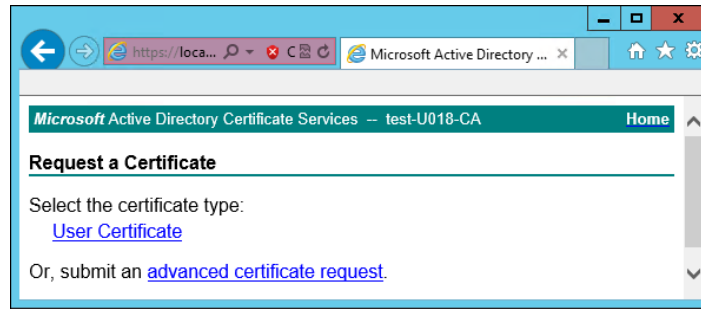 https://loca...
Microsoft Active Directory ...
Microsoft Active Directory Certificate Services -- test-U018-CA Home
Request a Certificate
Select the certificate type:
User Certificate
Or, submit an advanced certificate request.